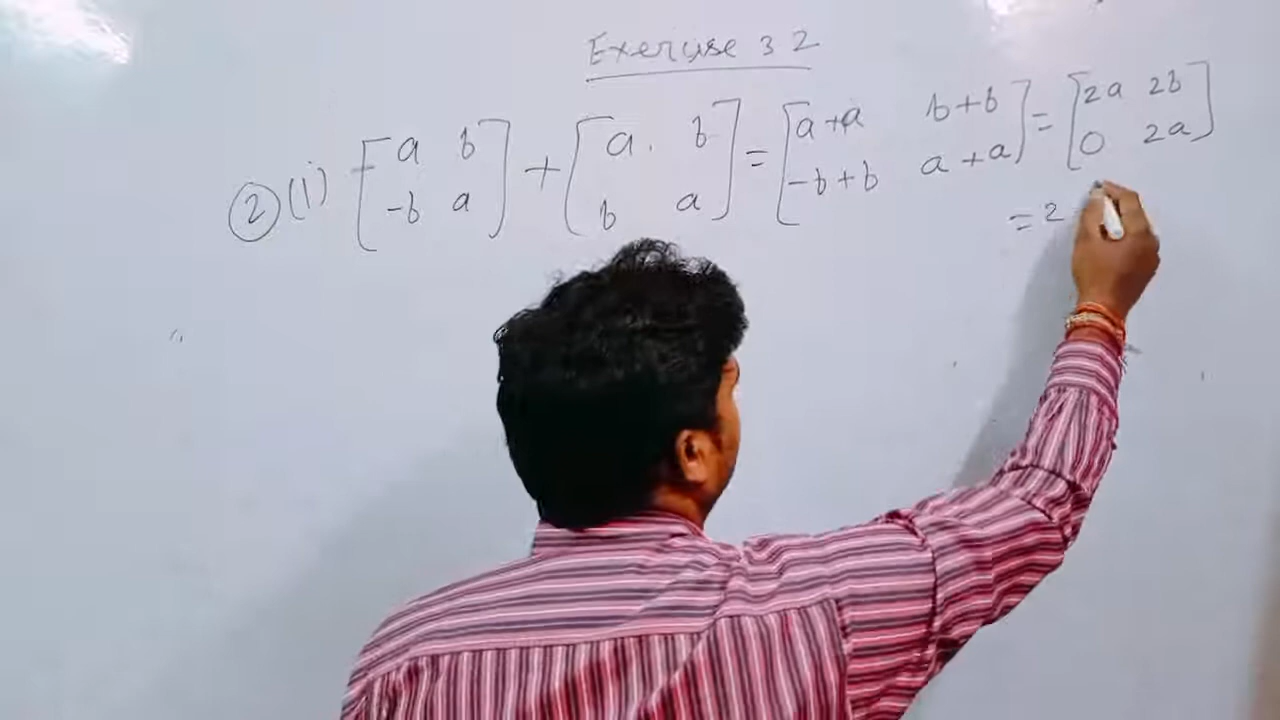 Exercise 3 2
② (i) [a b -b a] + [a. b b a] = [a+a b+b -b+b a+a] = [2a 2b 0 2a]
= 2